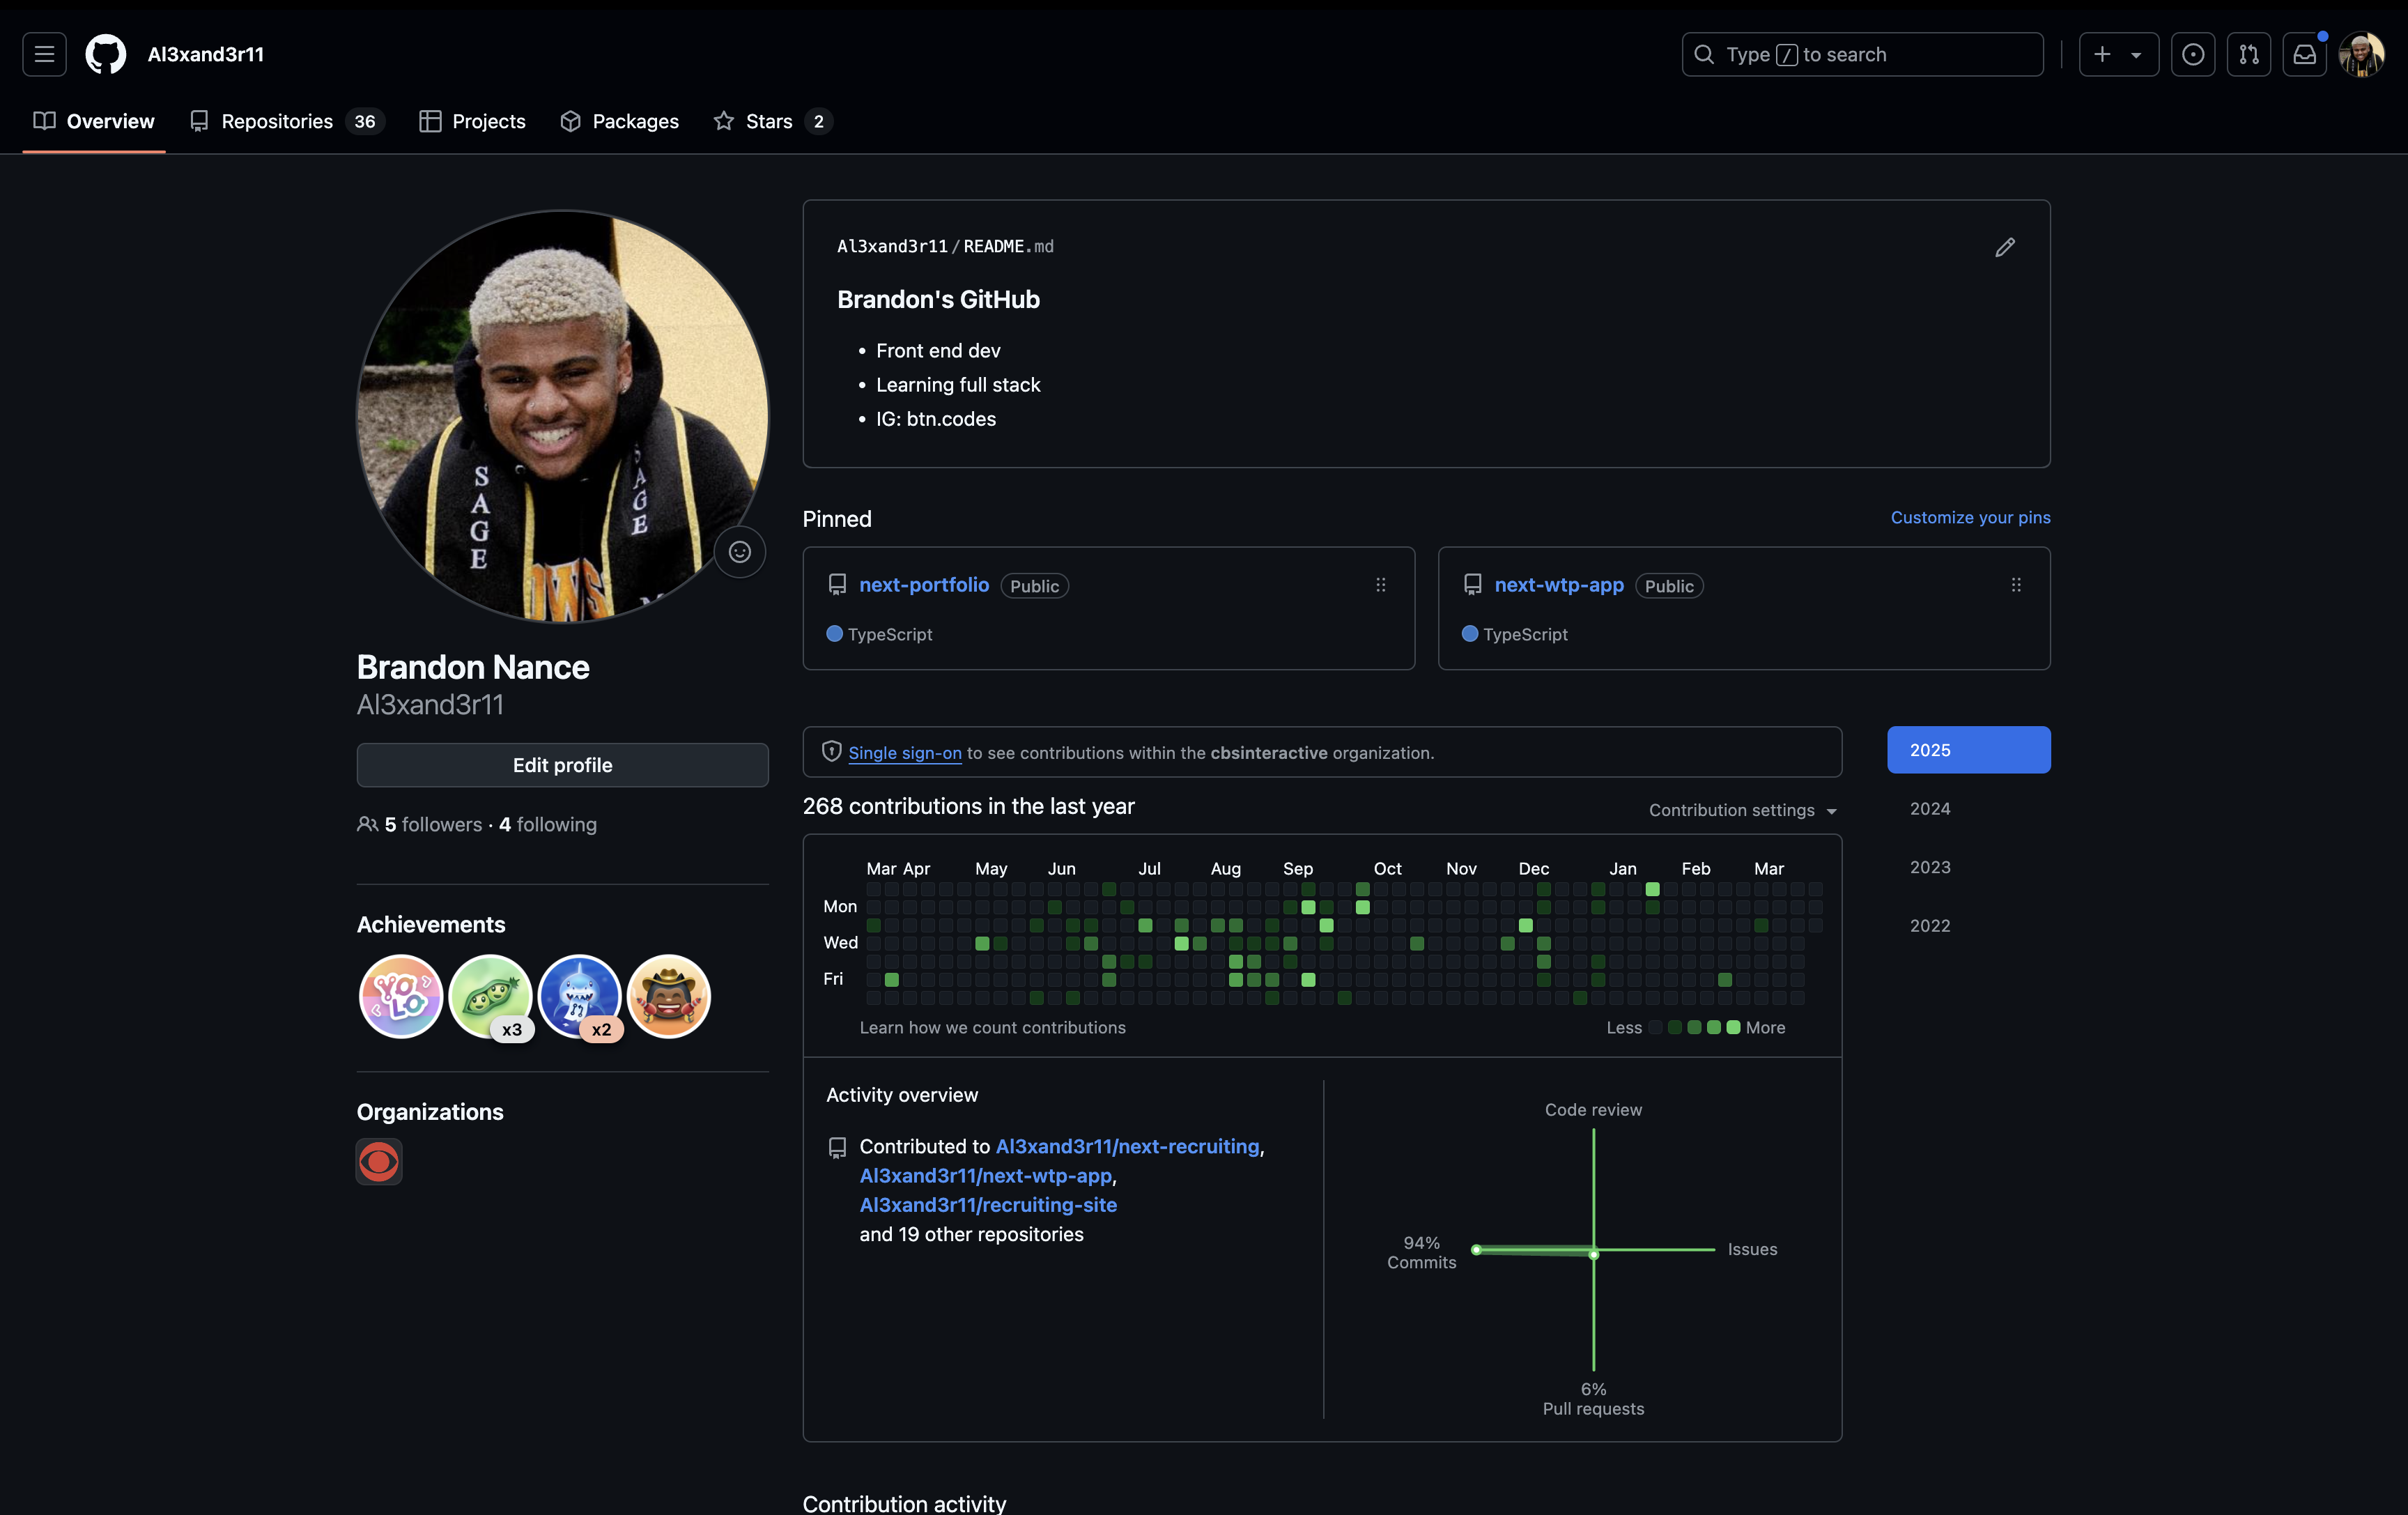 Al3xand3r11
Type / to search
Overview
Repositories 36
Projects
Packages
Stars 2
SAGE
SAGE
OWS
Brandon Nance
Al3xand3r11
Edit profile
5 followers · 4 following
Achievements
YOLO
x3
x2
Organizations
Al3xand3r11/README.md
Brandon's GitHub
• Front end dev
• Learning full stack
• IG: btn.codes
Pinned
Customize your pins
next-portfolio Public
TypeScript
next-wtp-app Public
TypeScript
Single sign-on to see contributions within the cbsinteractive organization.
268 contributions in the last year
Contribution settings
Mar Apr May Jun Jul Aug Sep Oct Nov Dec Jan Feb Mar
Mon
Wed
Fri
Learn how we count contributions
Less More
Activity overview
Contributed to Al3xand3r11/next-recruiting,
Al3xand3r11/next-wtp-app,
Al3xand3r11/recruiting-site
and 19 other repositories
Code review
94%
Commits
Issues
6%
Pull requests
2025
2024
2023
2022
Contribution activity